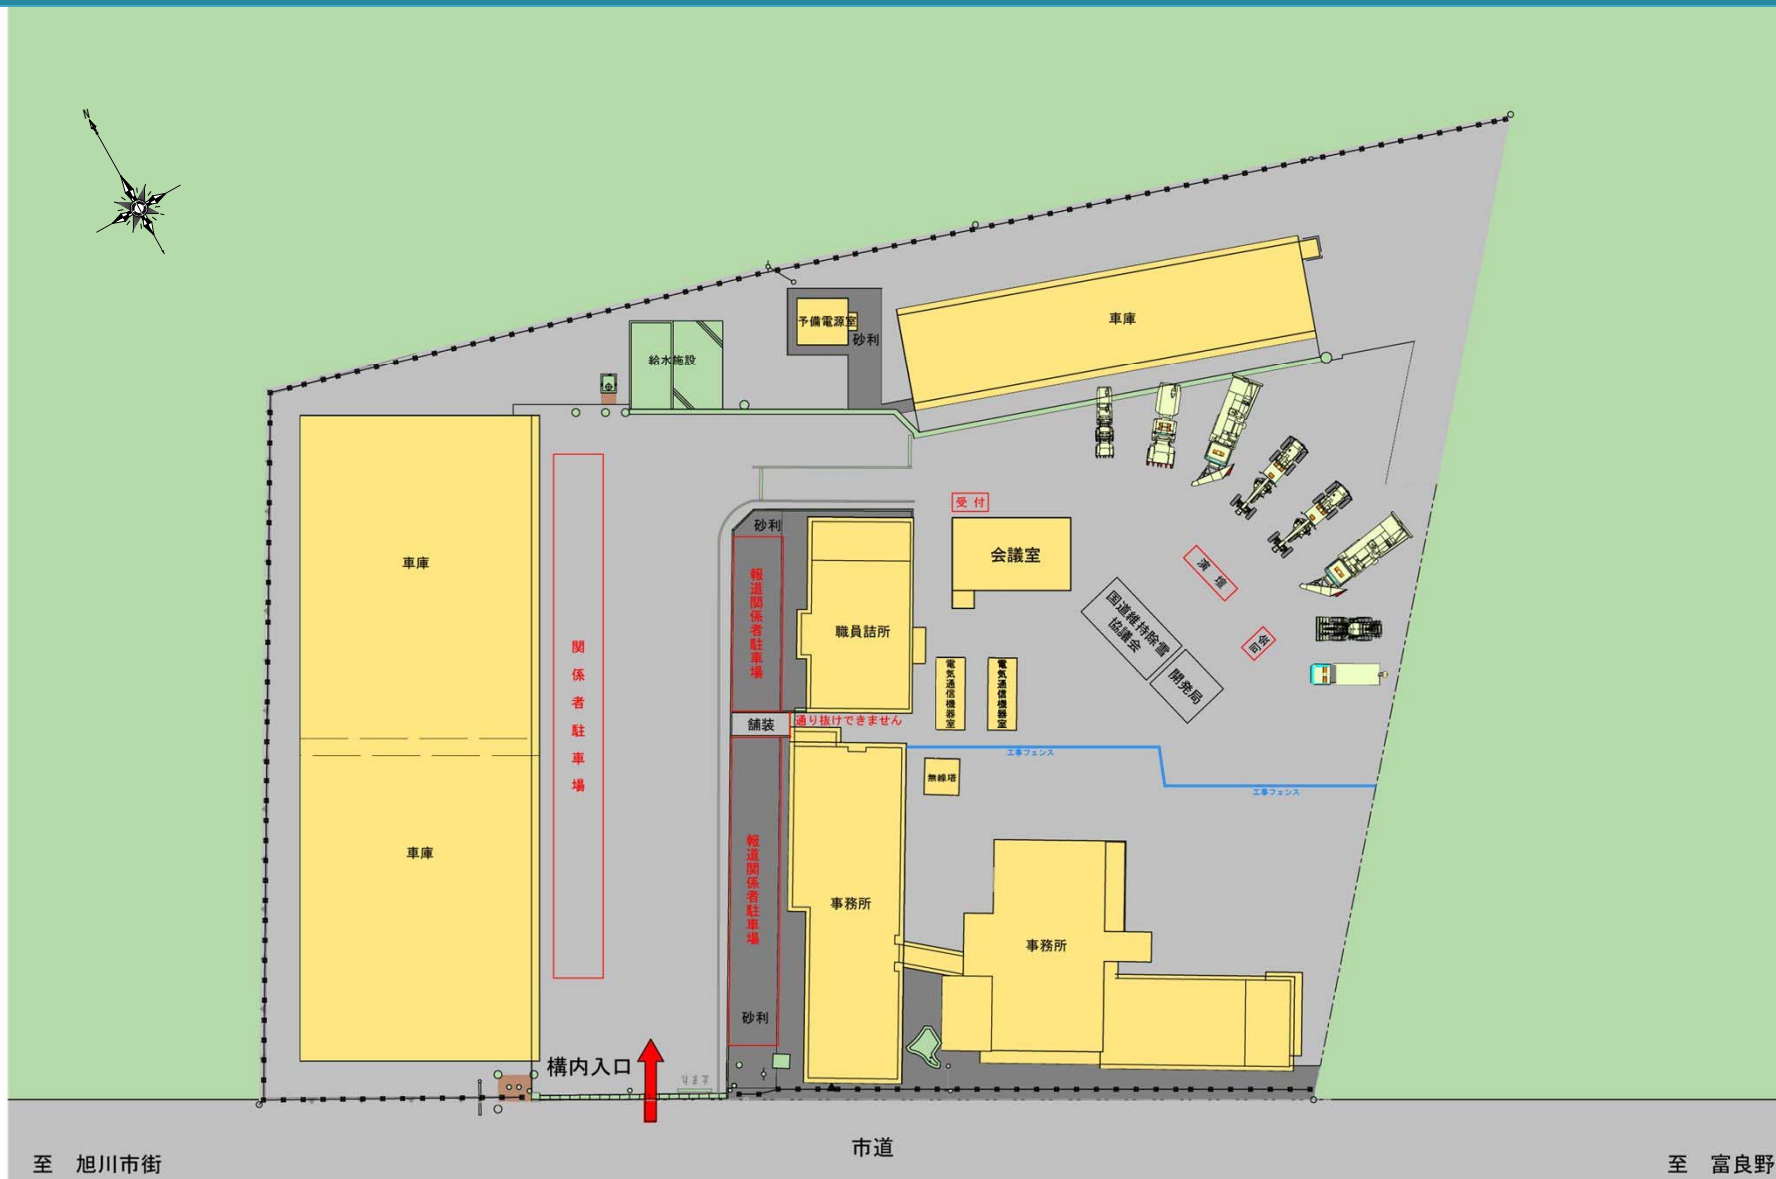 N
車庫
予備電源室
砂利
給水施設
受付
会議室
砂利
車庫
演壇
報道関係者駐車場
職員詰所
国道維持除雪
協議会
司会
関係者駐車場
電気通信機器室
電気通信機器室
開発局
舗装
通り抜けできません
工事フェンス
無線塔
工事フェンス
車庫
報道関係者駐車場
事務所
事務所
砂利
構内入口
市道
至 旭川市街
至 富良野